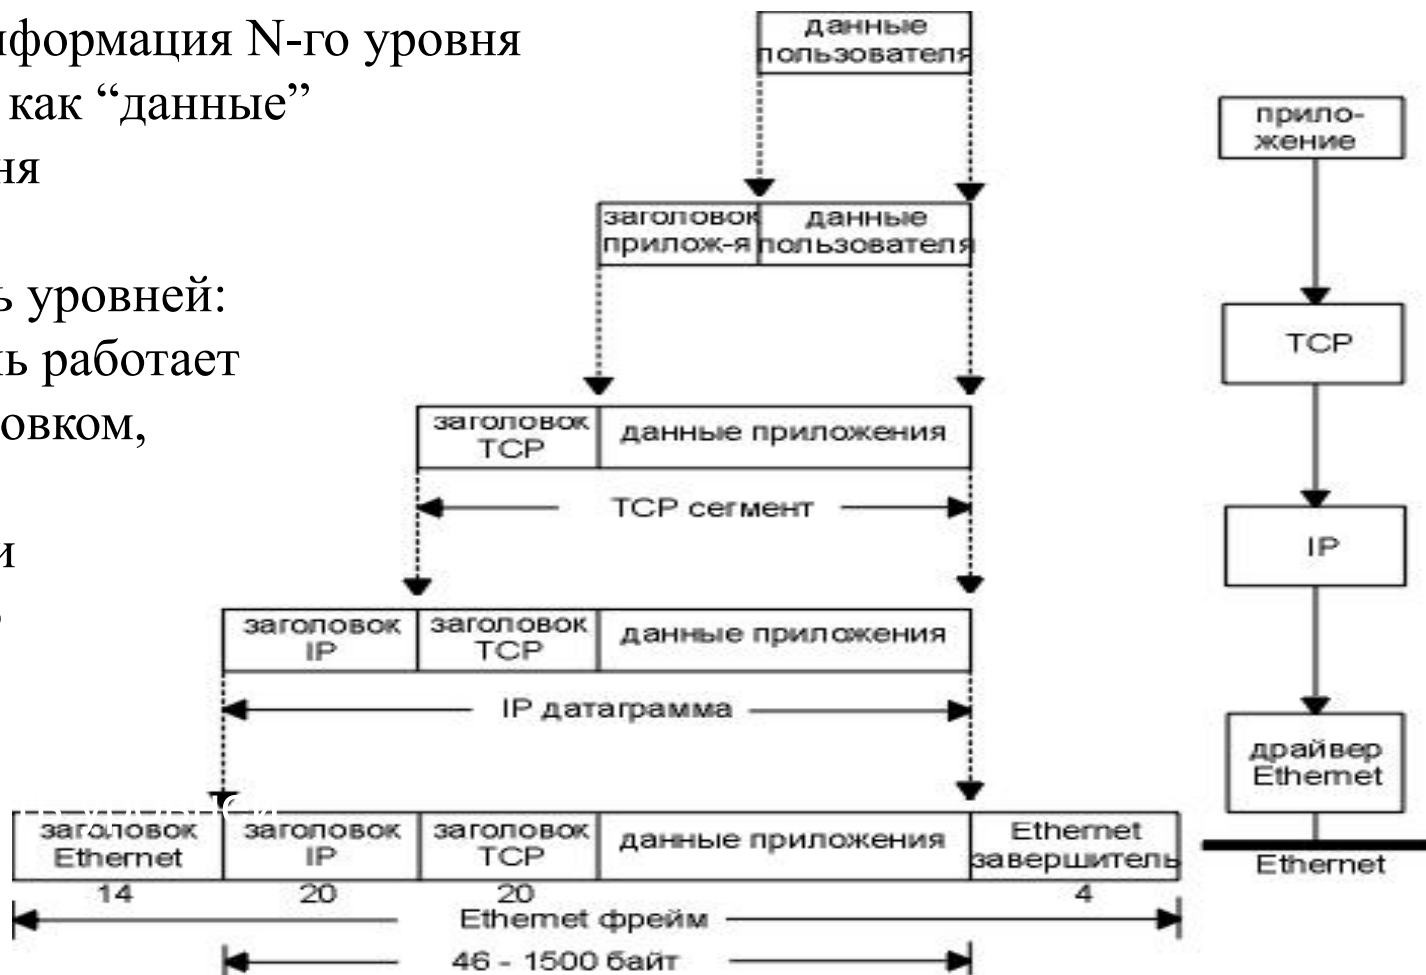 нформация N-го уровня
как “данные”
ня
ь уровней:
нь работает
овком,
и
данные
пользователя
заголовок
прилож-я
данные
пользователя
заголовок
TCP
данные приложения
TCP сегмент
заголовок
IP
заголовок
TCP
данные приложения
IP датаграмма
заголовок
Ethernet
заголовок
IP
заголовок
TCP
данные приложения
Ethernet
завершитель
14
20
20
4
Ethernet фрейм
46 - 1500 байт
прило-
жение
TCP
IP
драйвер
Ethernet
Ethernet